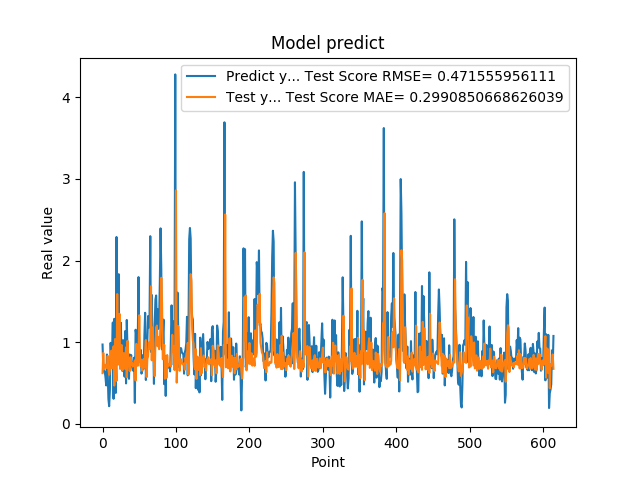 Model predict
Predict y... Test Score RMSE= 0.471555956111
Test y... Test Score MAE= 0.2990850668626039
Real value
4
3
2
1
0
0 100 200 300 400 500 600
Point